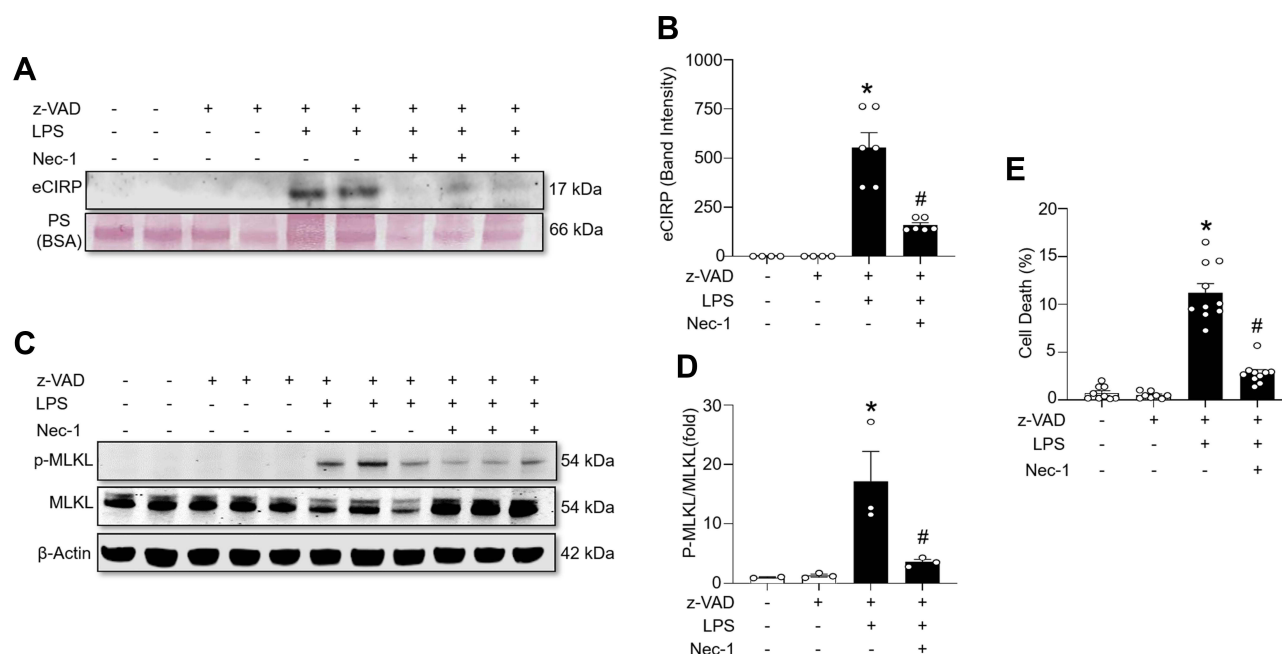 A
z-VAD - - + + + + + + +
LPS - - - - + + + + +
Nec-1 - - - - - - + + +
eCIRP 17 kDa
PS
(BSA) 66 kDa
B
eCIRP (Band Intensity)
1000
750
500
250
0
*
#
z-VAD - + + +
LPS - - + +
Nec-1 - - - +
C
z-VAD - - + + + + + + + + +
LPS - - - - - + + + + + +
Nec-1 - - - - - - - - + + +
p-MLKL 54 kDa
MLKL 54 kDa
β-Actin 42 kDa
D
P-MLKL/MLKL(fold)
30
20
10
0
*
#
z-VAD - + + +
LPS - - + +
Nec-1 - - - +
E
Cell Death (%)
20
15
10
5
0
*
#
z-VAD - + + +
LPS - - + +
Nec-1 - - - +